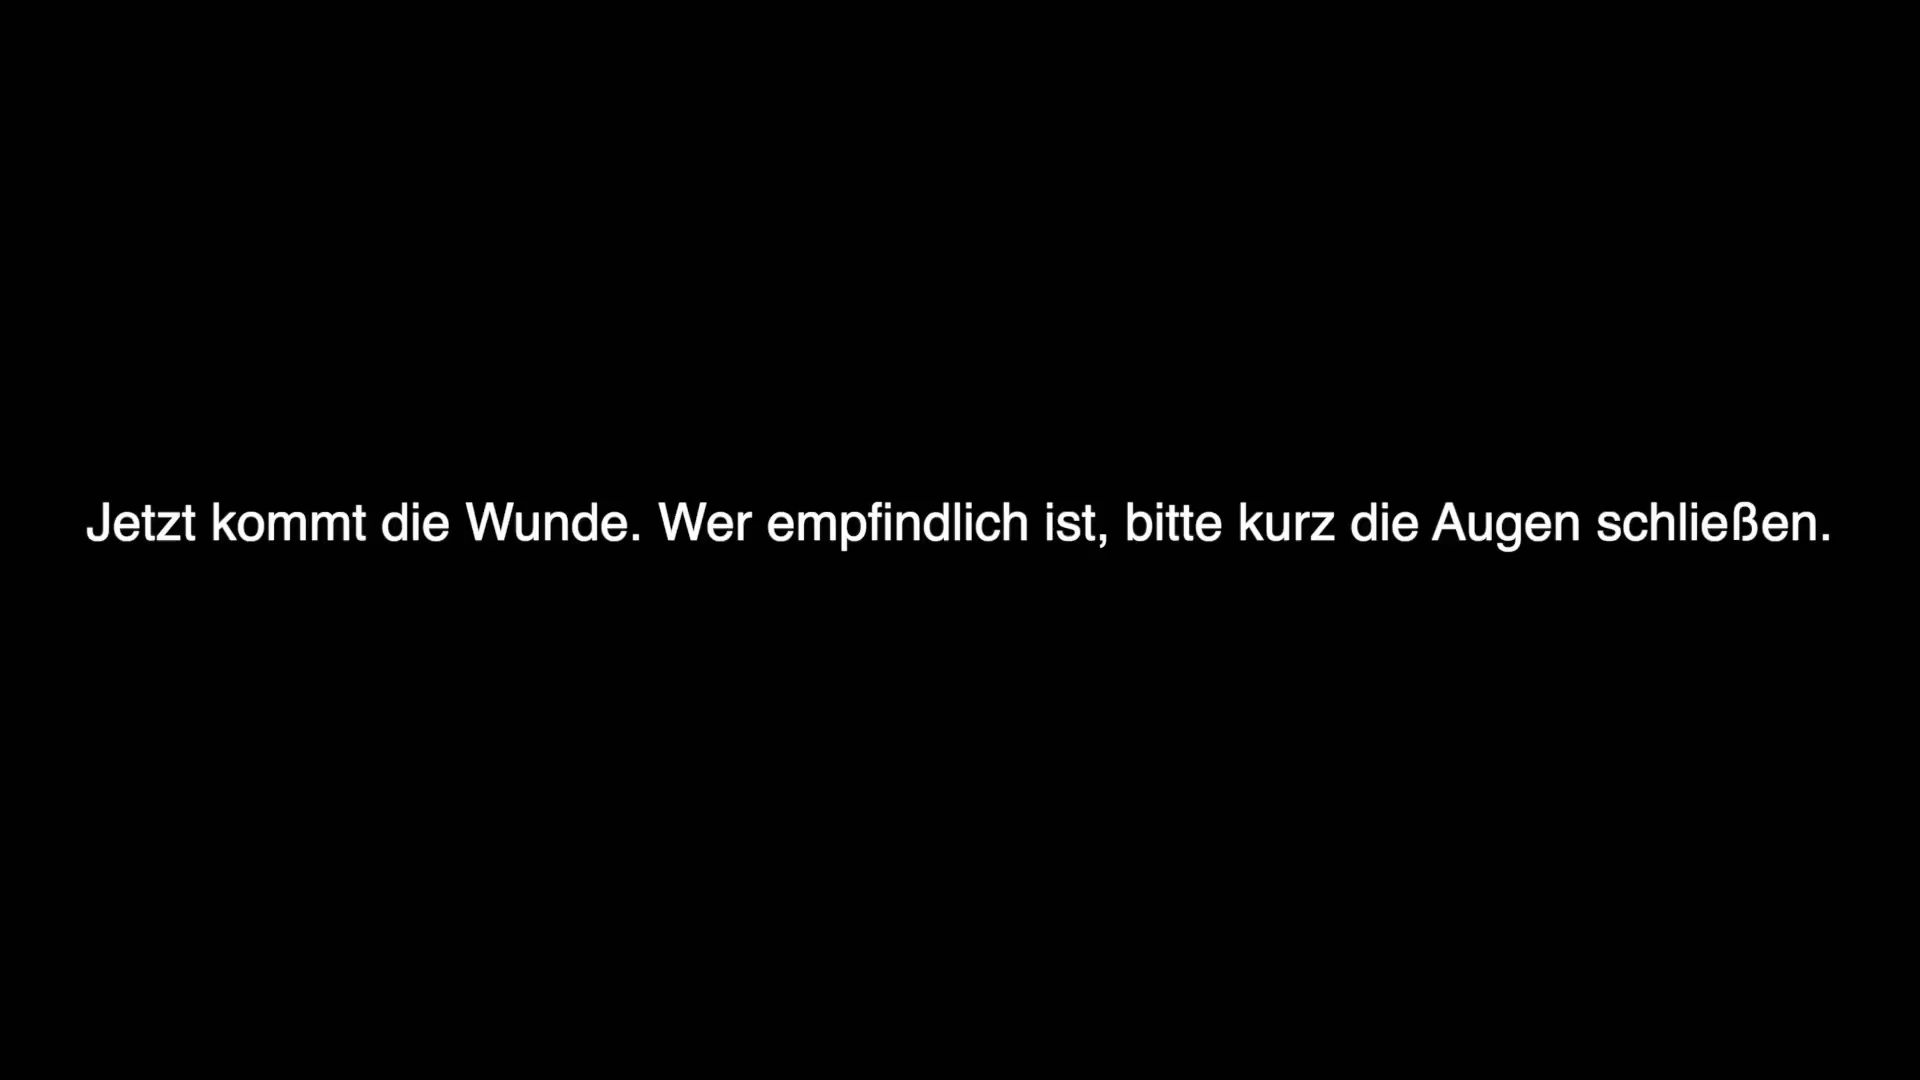 Jetzt kommt die Wunde. Wer empfindlich ist, bitte kurz die Augen schließen.